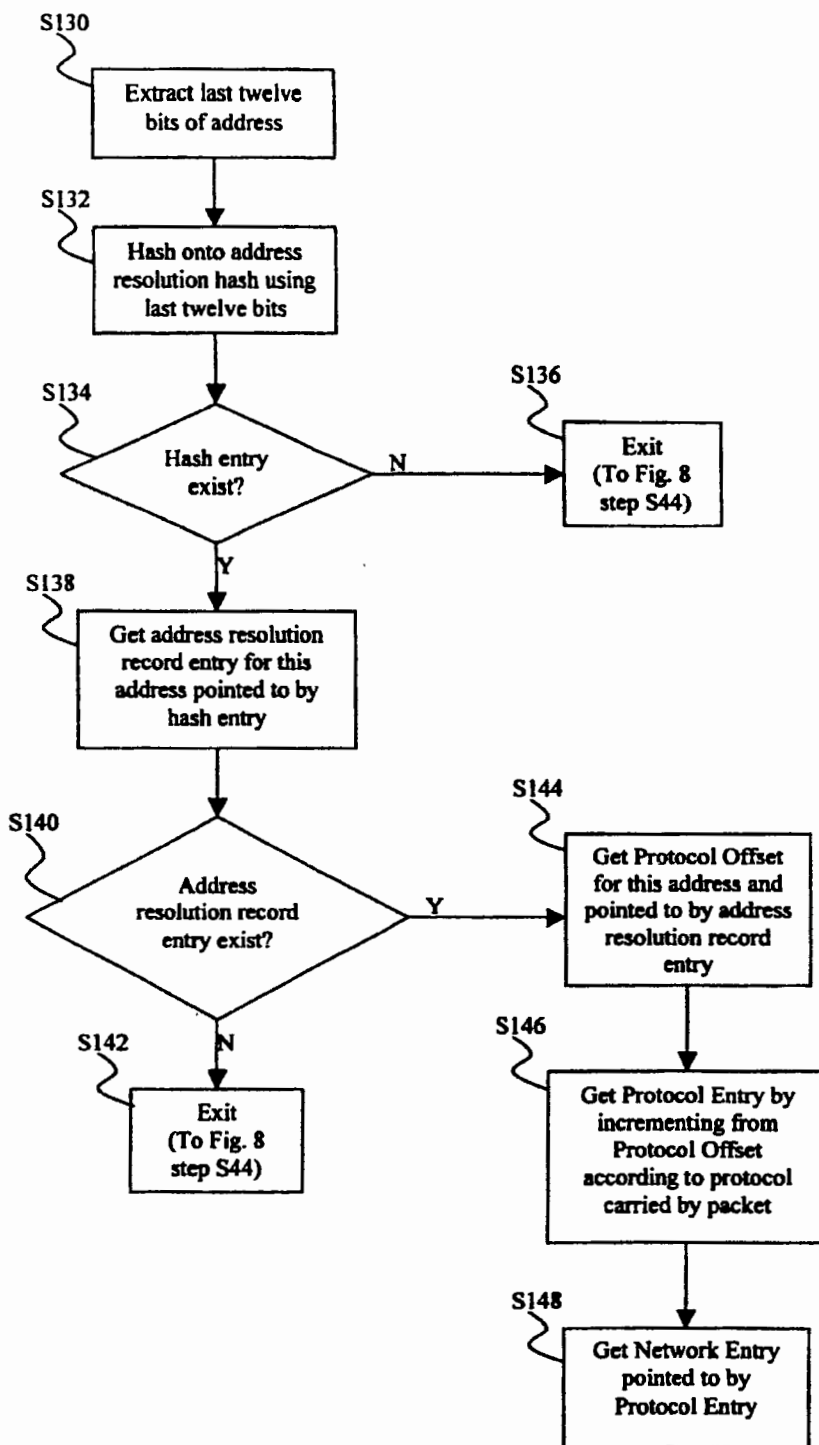 S130
Extract last twelve
bits of address
S132
Hash onto address
resolution hash using
last twelve bits
S134
Hash entry
exist?
N
S136
Exit
(To Fig. 8
step S44)
Y
S138
Get address resolution
record entry for this
address pointed to by
hash entry
S140
Address
resolution record
entry exist?
Y
S144
Get Protocol Offset
for this address and
pointed to by address
resolution record
entry
N
S142
Exit
(To Fig. 8
step S44)
S146
Get Protocol Entry by
incrementing from
Protocol Offset
according to protocol
carried by packet
S148
Get Network Entry
pointed to by
Protocol Entry